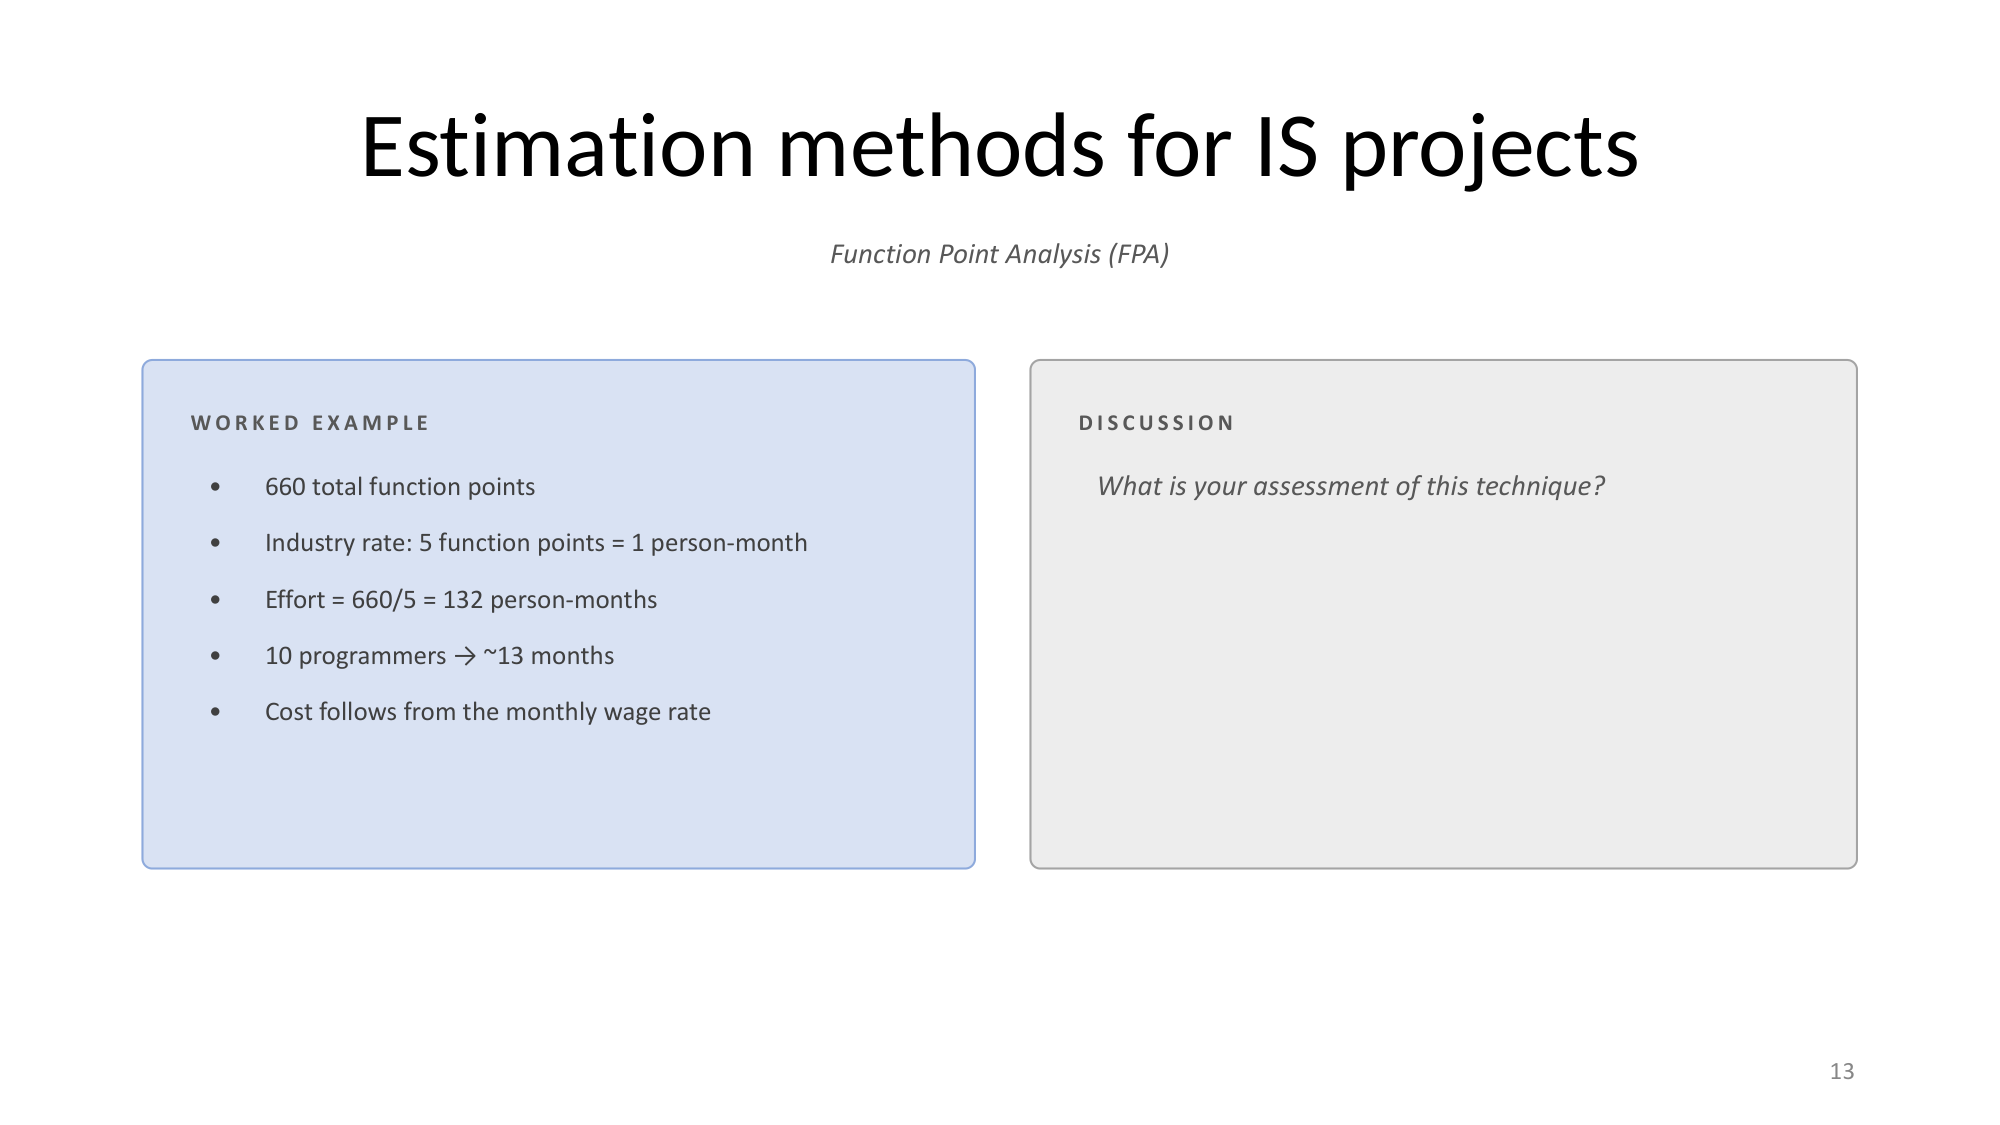 Estimation methods for IS projects
Function Point Analysis (FPA)
WORKED EXAMPLE
• 660 total function points
• Industry rate: 5 function points = 1 person-month
• Effort = 660/5 = 132 person-months
• 10 programmers → ~13 months
• Cost follows from the monthly wage rate
DISCUSSION
What is your assessment of this technique?
13